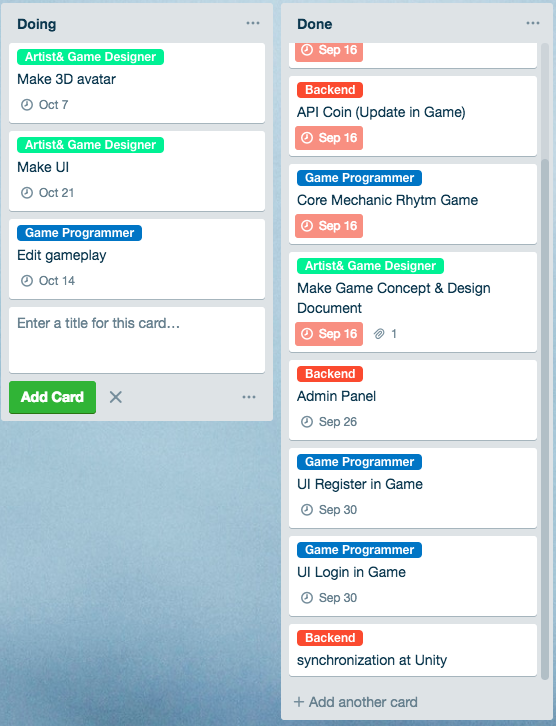 Doing
Artist& Game Designer
Make 3D avatar
Oct 7
Artist& Game Designer
Make UI
Oct 21
Game Programmer
Edit gameplay
Oct 14
Enter a title for this card...
Add Card
Done
Sep 16
Backend
API Coin (Update in Game)
Sep 16
Game Programmer
Core Mechanic Rhytm Game
Sep 16
Artist& Game Designer
Make Game Concept & Design
Document
Sep 16 1
Backend
Admin Panel
Sep 26
Game Programmer
UI Register in Game
Sep 30
Game Programmer
UI Login in Game
Sep 30
Backend
synchronization at Unity
+ Add another card